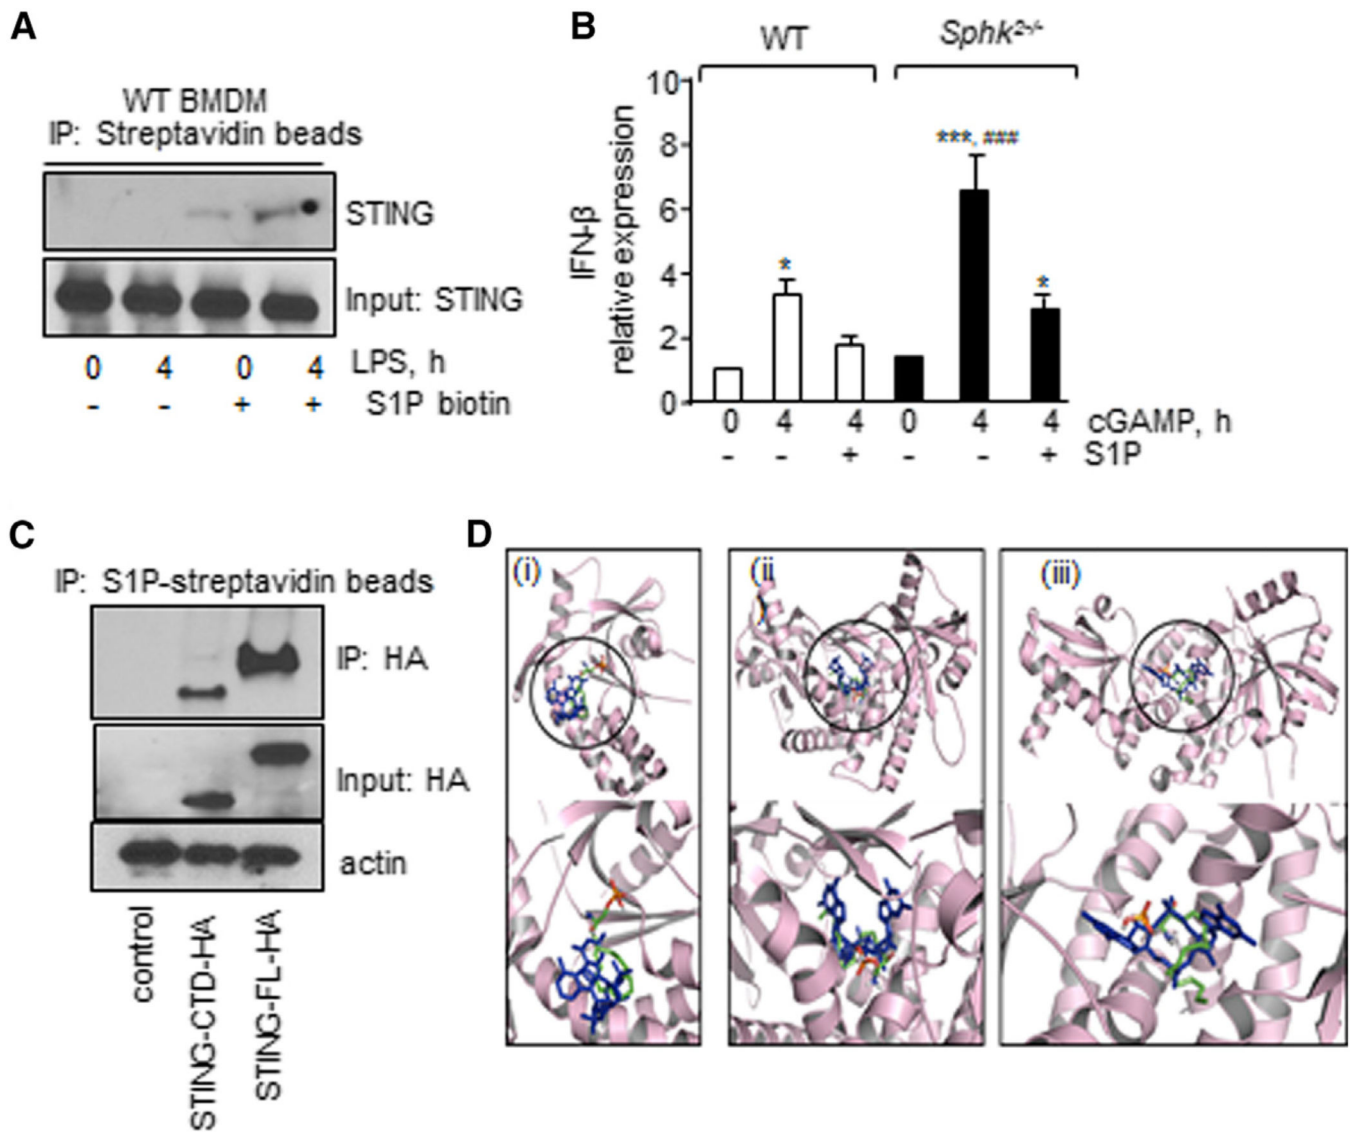 A
WT BMDM
IP: Streptavidin beads
STING
Input: STING
0 4 0 4 LPS, h
- - + + S1P biotin
B
WT Sphk2-/-
IFN-β
relative expression
10
8
6
4
2
0
*
***, ###
*
0 4 4 0 4 4 cGAMP, h
- - + - - + S1P
C
IP: S1P-streptavidin beads
IP: HA
Input: HA
actin
control
STING-CTD-HA
STING-FL-HA
D
(i)
(ii)
(iii)